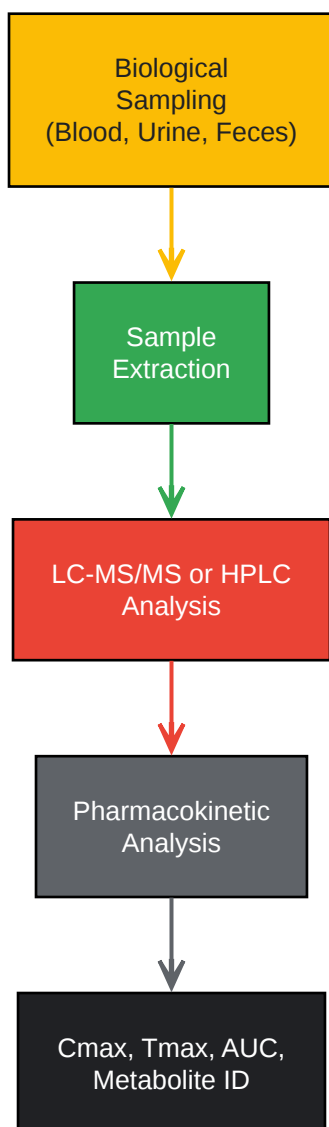 Biological
Sampling
(Blood, Urine, Feces)
Sample
Extraction
LC-MS/MS or HPLC
Analysis
Pharmacokinetic
Analysis
Cmax, Tmax, AUC,
Metabolite ID